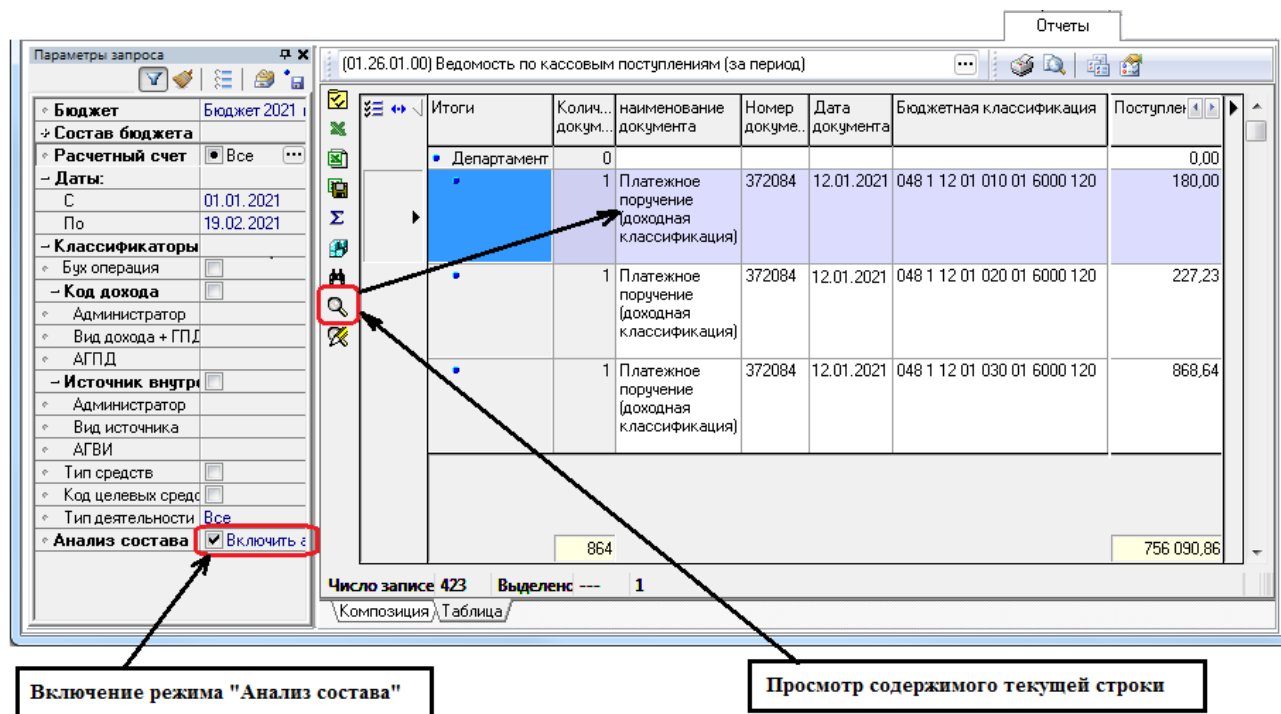 Отчеты
Параметры запроса
(01.26.01.00) Ведомость по кассовым поступлениям (за период)
Бюджет Бюджет 2021
Состав бюджета
Расчетный счет Все
Даты:
С 01.01.2021
По 19.02.2021
Классификаторы
Бух операция
Код дохода
Администратор
Вид дохода + ГПД
АГПД
Источник внутр
Администратор
Вид источника
АГВИ
Тип средств
Код целевых средс
Тип деятельности Все
Анализ состава Включить а
Итоги Колич... наименование Номер Дата Бюджетная классификация Поступлен
докум... документа докуме.. документа
Департамент 0 0,00
1 Платежное 372084 12.01.2021 048 1 12 01 010 01 6000 120 180,00
поручение
(доходная
классификация)
1 Платежное 372084 12.01.2021 048 1 12 01 020 01 6000 120 227,23
поручение
(доходная
классификация)
1 Платежное 372084 12.01.2021 048 1 12 01 030 01 6000 120 868,64
поручение
(доходная
классификация)
864 756 090,86
Число записе 423 Выделенс --- 1
Композиция Таблица
Включение режима "Анализ состава"
Просмотр содержимого текущей строки